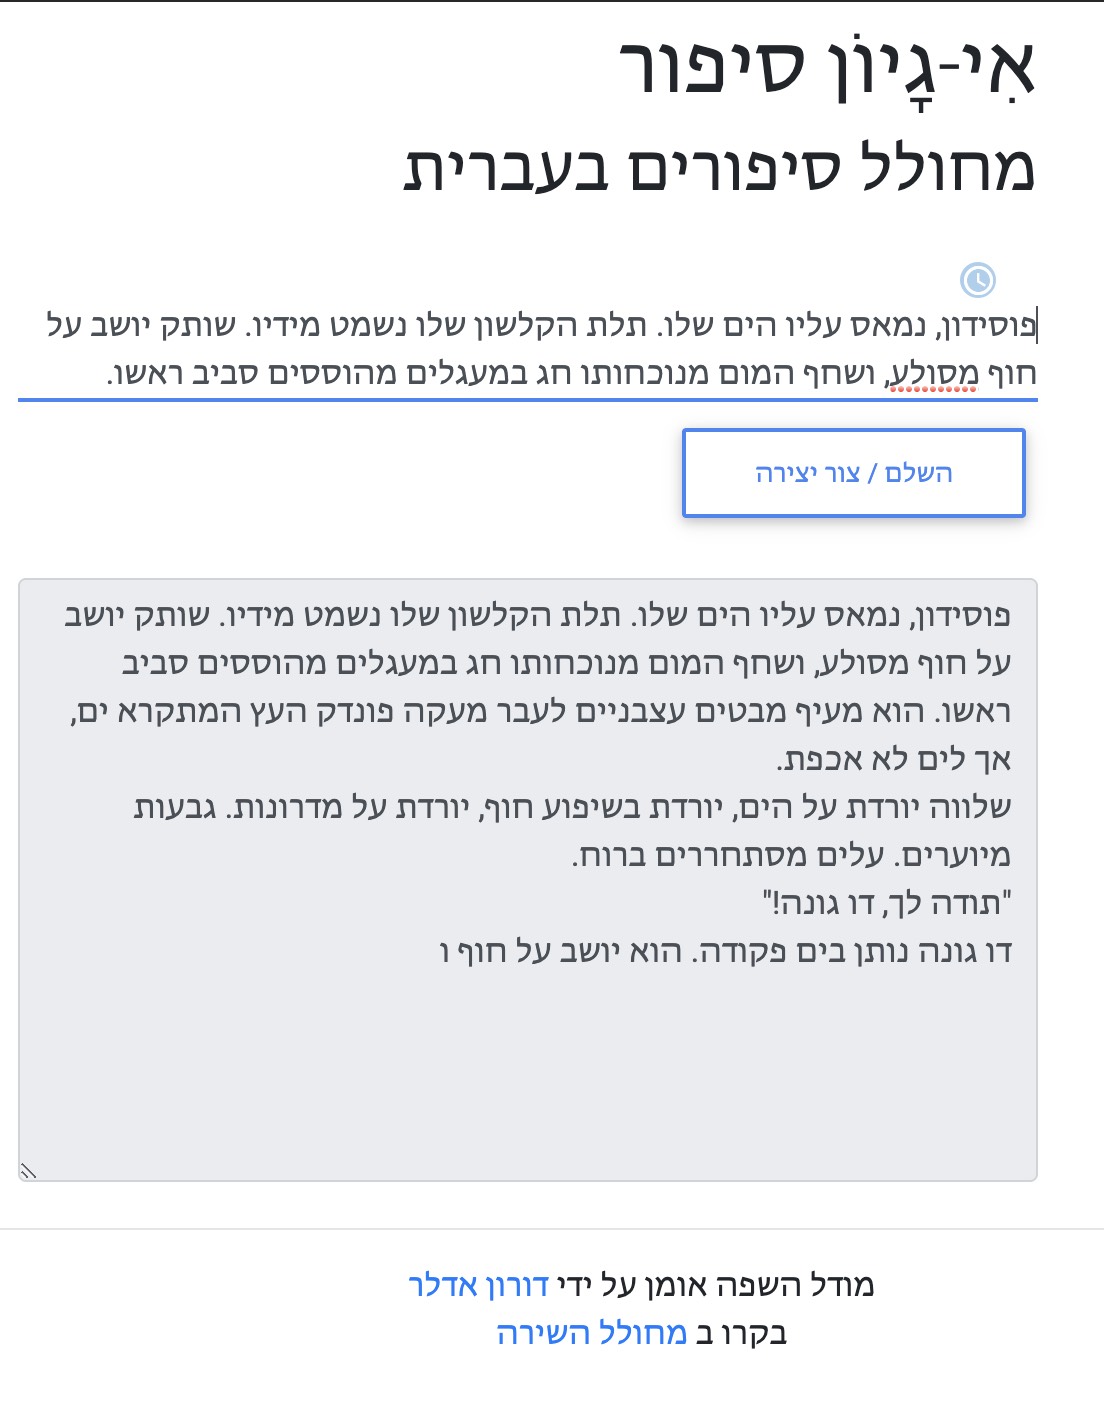 אִי-גָיוֹן סיפור
מחולל סיפורים בעברית
פוסידון, נמאס עליו הים שלו. תלת הקלשון שלו נשמט מידיו. שותק יושב על
חוף מסולע, ושחף המום מנוכחותו חג במעגלים מהוססים סביב ראשו.
השלם / צור יצירה
פוסידון, נמאס עליו הים שלו. תלת הקלשון שלו נשמט מידיו. שותק יושב
על חוף מסולע, ושחף המום מנוכחותו חג במעגלים מהוססים סביב
ראשו. הוא מעיף מבטים עצבניים לעבר מעקה פונדק העץ המתקרא ים,
אך לים לא אכפת.
שלווה יורדת על הים, יורדת בשיפוע חוף, יורדת על מדרונות. גבעות
מיוערים. עלים מסתחררים ברוח.
"תודה לך, דו גונה!"
דו גונה נותן בים פקודה. הוא יושב על חוף ו
מודל השפה אומן על ידי דורון אדלר
בקרו ב מחולל השירה